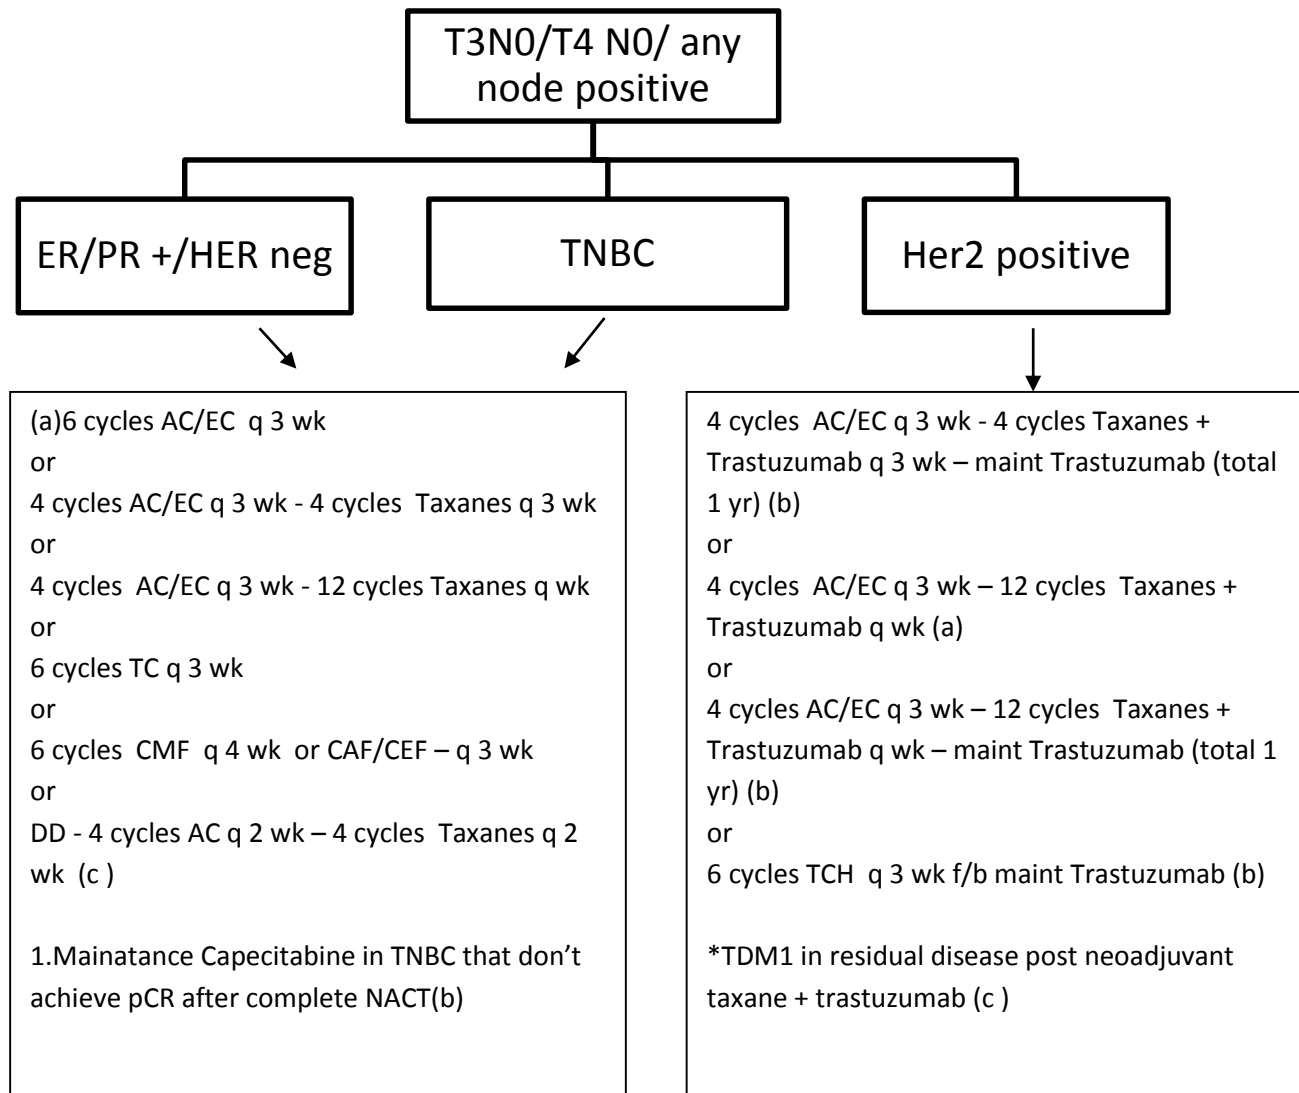 T3N0/T4 N0/ any
node positive
ER/PR +/HER neg
TNBC
Her2 positive
(a)6 cycles AC/EC  q 3 wk
or
4 cycles AC/EC q 3 wk - 4 cycles  Taxanes q 3 wk
or
4 cycles  AC/EC q 3 wk - 12 cycles Taxanes q wk
or
6 cycles TC q 3 wk
or
6 cycles  CMF  q 4 wk  or CAF/CEF – q 3 wk
or
DD - 4 cycles AC q 2 wk – 4 cycles  Taxanes q 2
wk  (c )
1.Mainatance Capecitabine in TNBC that don’t
achieve pCR after complete NACT(b)
4 cycles  AC/EC q 3 wk - 4 cycles Taxanes +
Trastuzumab q 3 wk – maint Trastuzumab (total
1 yr) (b)
or
4 cycles  AC/EC q 3 wk – 12 cycles  Taxanes +
Trastuzumab q wk (a)
or
4 cycles AC/EC q 3 wk – 12 cycles  Taxanes +
Trastuzumab q wk – maint Trastuzumab (total 1
yr) (b)
or
6 cycles TCH  q 3 wk f/b maint Trastuzumab (b)
*TDM1 in residual disease post neoadjuvant
taxane + trastuzumab (c )